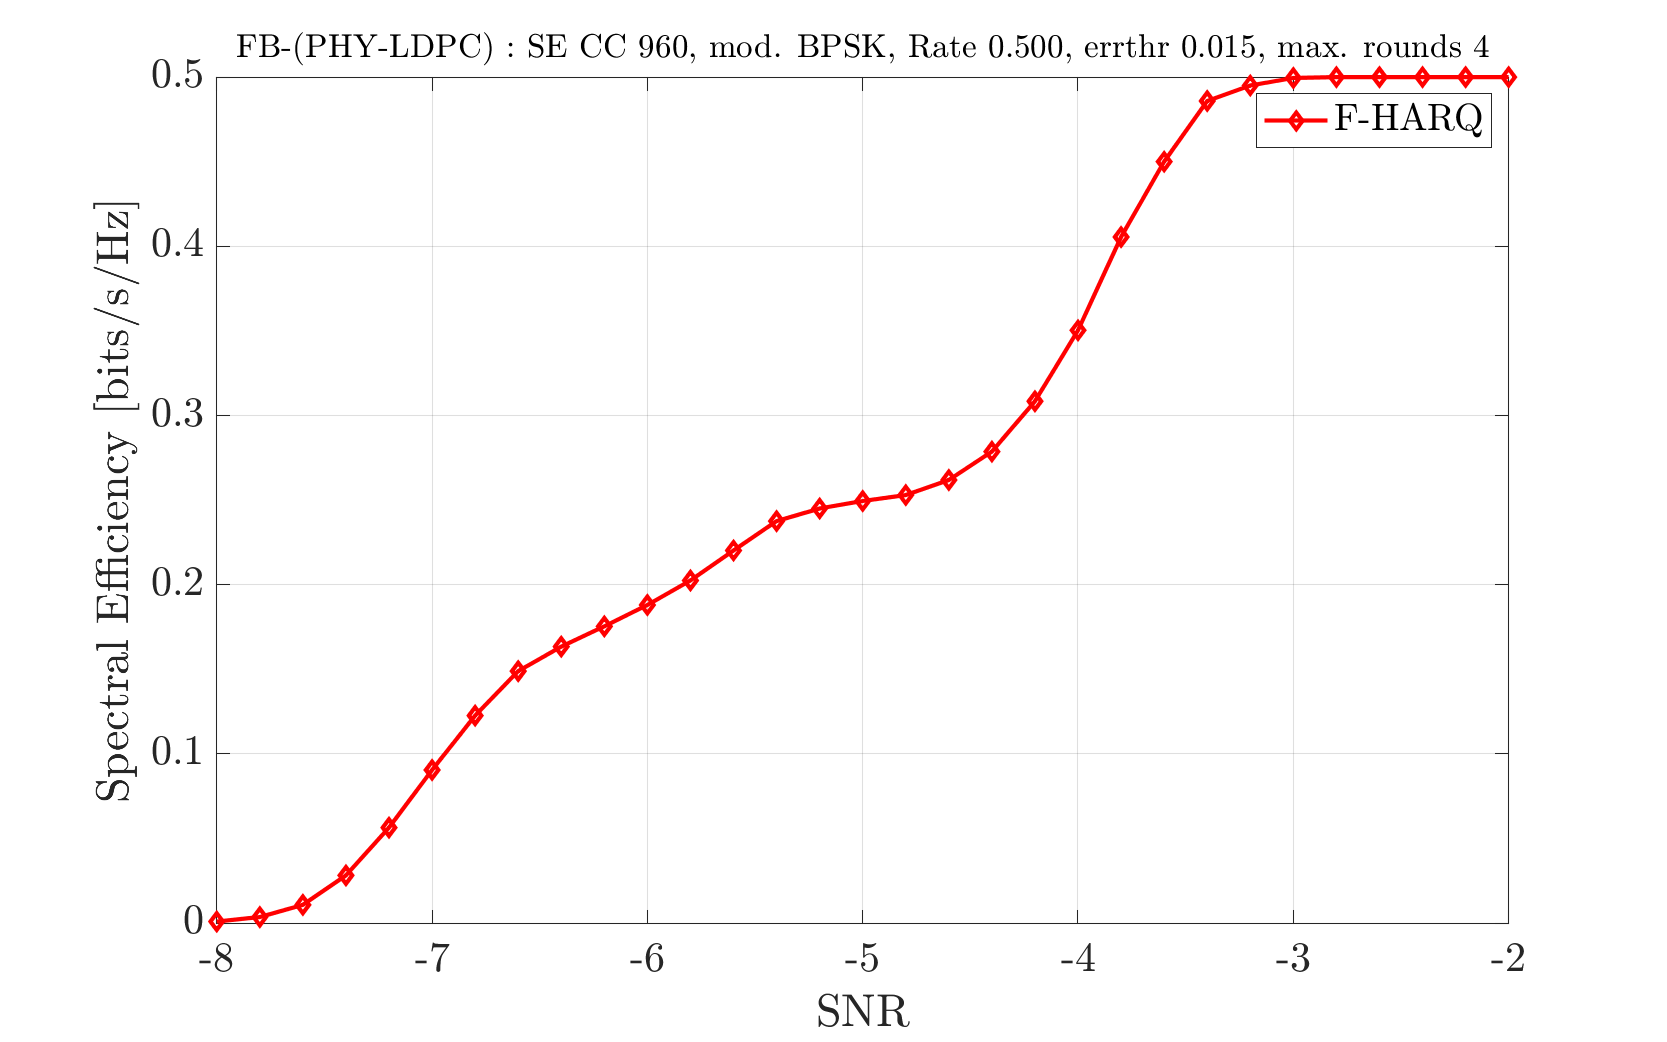 FB-(PHY-LDPC) : SE CC 960, mod. BPSK, Rate 0.500, errthr 0.015, max. rounds 4
0.5
0.4
0.3
0.2
0.1
0
Spectral Efficiency [bits/s/Hz]
F-HARQ
-8 -7 -6 -5 -4 -3 -2
SNR